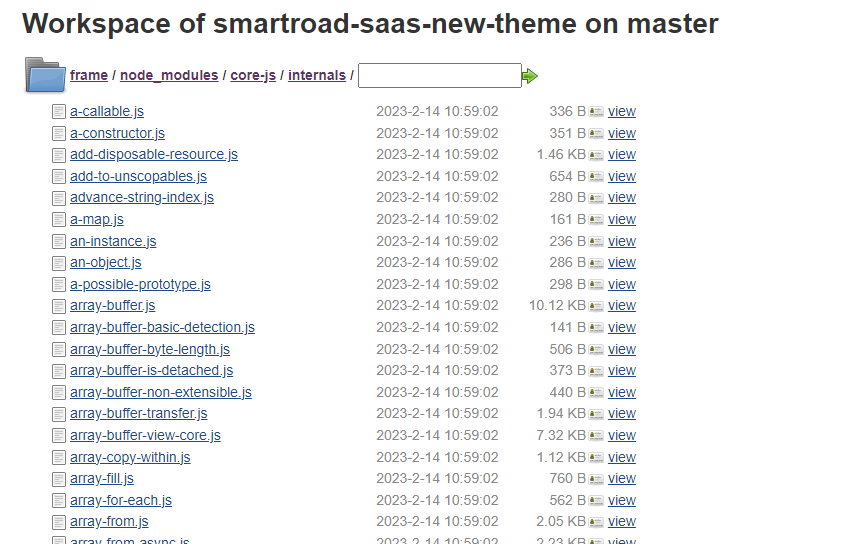 Workspace of smartroad-saas-new-theme on master
frame / node_modules / core-js / internals /
a-callable.js 2023-2-14 10:59:02 336 B view
a-constructor.js 2023-2-14 10:59:02 351 B view
add-disposable-resource.js 2023-2-14 10:59:02 1.46 KB view
add-to-unscopables.js 2023-2-14 10:59:02 654 B view
advance-string-index.js 2023-2-14 10:59:02 280 B view
a-map.js 2023-2-14 10:59:02 161 B view
an-instance.js 2023-2-14 10:59:02 236 B view
an-object.js 2023-2-14 10:59:02 286 B view
a-possible-prototype.js 2023-2-14 10:59:02 298 B view
array-buffer.js 2023-2-14 10:59:02 10.12 KB view
array-buffer-basic-detection.js 2023-2-14 10:59:02 141 B view
array-buffer-byte-length.js 2023-2-14 10:59:02 506 B view
array-buffer-is-detached.js 2023-2-14 10:59:02 373 B view
array-buffer-non-extensible.js 2023-2-14 10:59:02 440 B view
array-buffer-transfer.js 2023-2-14 10:59:02 1.94 KB view
array-buffer-view-core.js 2023-2-14 10:59:02 7.32 KB view
array-copy-within.js 2023-2-14 10:59:02 1.12 KB view
array-fill.js 2023-2-14 10:59:02 760 B view
array-for-each.js 2023-2-14 10:59:02 562 B view
array-from.js 2023-2-14 10:59:02 2.05 KB view
array-from-async.js 2023-2-14 10:59:02 2.23 KB view